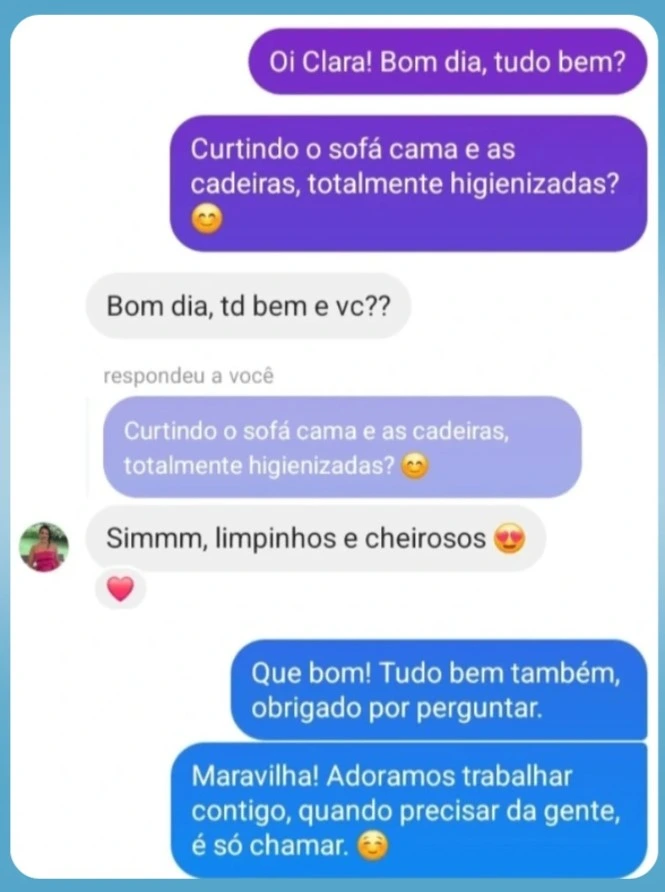 Oi Clara! Bom dia, tudo bem?
Curtindo o sofá cama e as
cadeiras, totalmente higienizadas?
😊
Bom dia, td bem e vc??
respondeu a você
Curtindo o sofá cama e as cadeiras,
totalmente higienizadas? 😊
Simmm, limpinhos e cheirosos 😍
❤️
Que bom! Tudo bem também,
obrigado por perguntar.
Maravilha! Adoramos trabalhar
contigo, quando precisar da gente,
é só chamar. ☺️